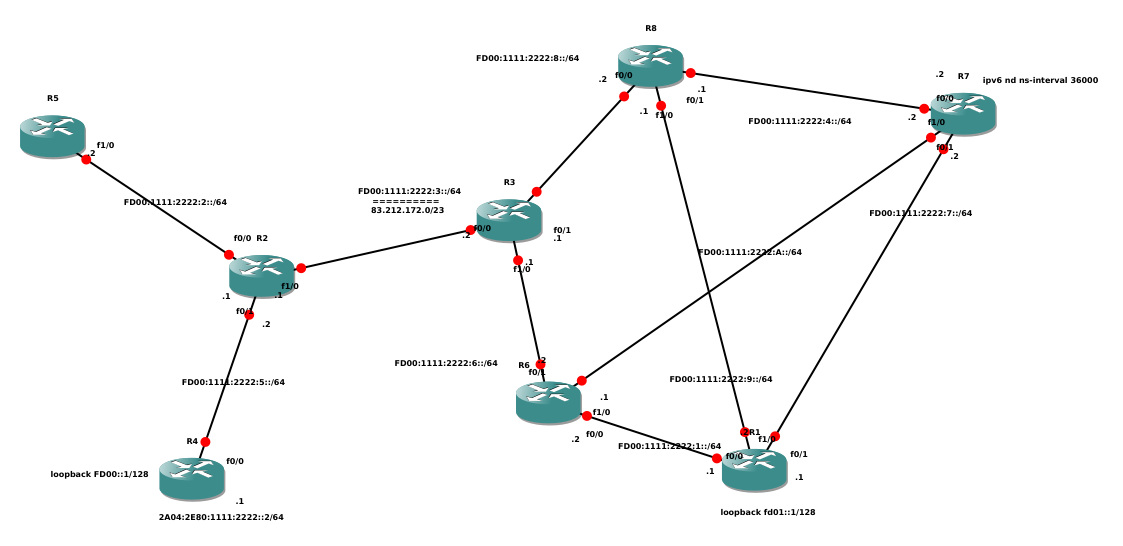 R8
FD00:1111:2222:8::/64
.2
f0/0
.1
f0/1
.1
f1/0
.2
R7
ipv6 nd ns-interval 36000
f0/0
.2
f1/0
f0/1
.2
FD00:1111:2222:4::/64
R5
f1/0
.2
FD00:1111:2222:2::/64
FD00:1111:2222:3::/64
==========
83.212.172.0/23
R3
f0/0
.2
f0/1
.1
.1
f1/0
FD00:1111:2222:7::/64
FD00:1111:2222:A::/64
f0/0
R2
f1/0
.1
.1
f0/1
.2
FD00:1111:2222:6::/64
R6
.2
f0/1
FD00:1111:2222:5::/64
FD00:1111:2222:9::/64
.1
f1/0
f0/0
.2
FD00:1111:2222:1::/64
R4
f0/0
loopback FD00::1/128
.1
2A04:2E80:1111:2222::2/64
.2
R1
f1/0
f0/0
f0/1
.1
.1
loopback fd01::1/128